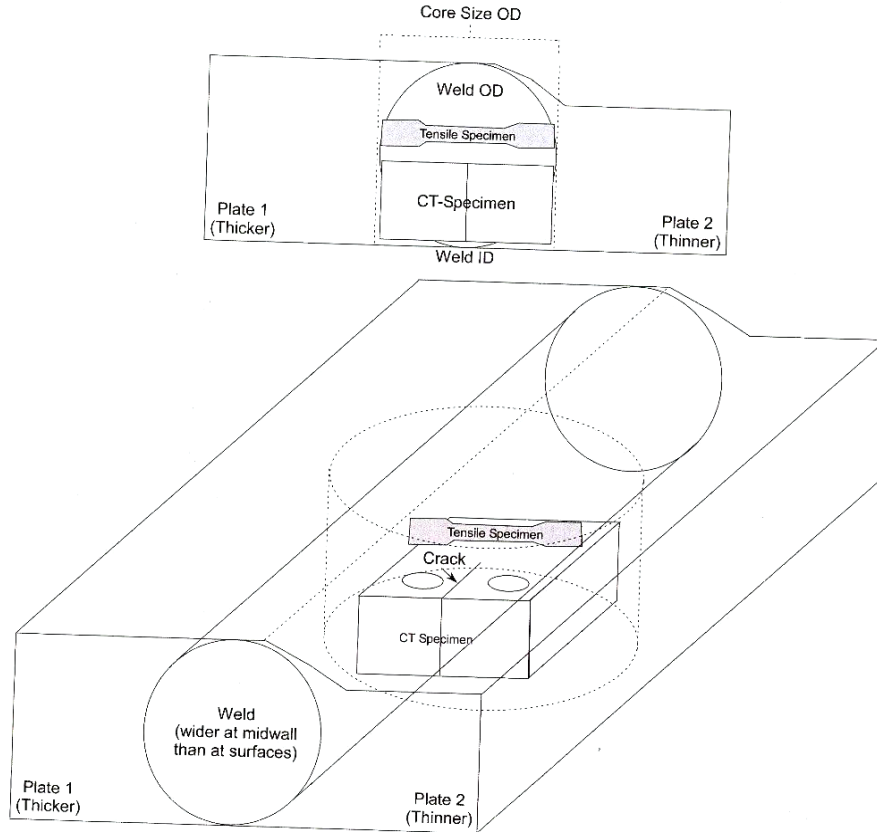 Core Size OD
Weld OD
Tensile Specimen
CT-Specimen
Plate 1
(Thicker)
Plate 2
(Thinner)
Weld ID
Tensile Specimen
Crack
CT Specimen
Weld
(wider at midwall
than at surfaces)
Plate 1
(Thicker)
Plate 2
(Thinner)